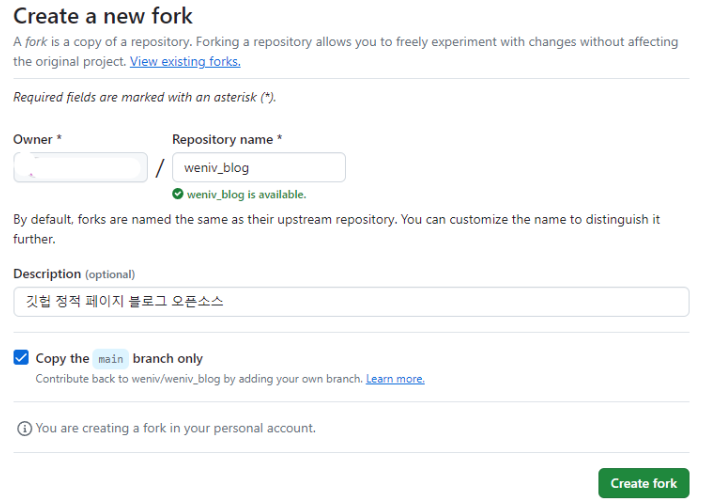 Create a new fork
A fork is a copy of a repository. Forking a repository allows you to freely experiment with changes without affecting
the original project. View existing forks.
Required fields are marked with an asterisk (*).
Owner * Repository name *
/ weniv_blog
weniv_blog is available.
By default, forks are named the same as their upstream repository. You can customize the name to distinguish it
further.
Description (optional)
깃헙 정적 페이지 블로그 오픈소스
Copy the main branch only
Contribute back to weniv/weniv_blog by adding your own branch. Learn more.
You are creating a fork in your personal account.
Create fork